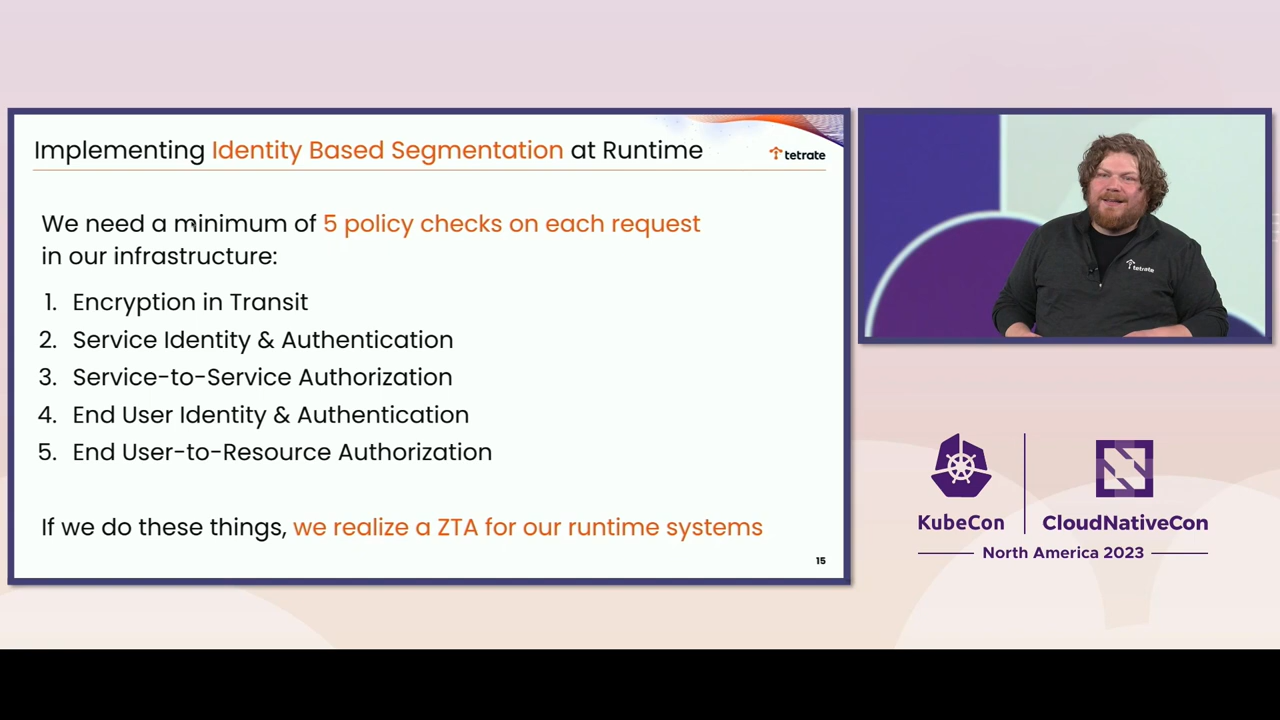 Implementing Identity Based Segmentation at Runtime
tetrate
We need a minimum of 5 policy checks on each request
in our infrastructure:
1. Encryption in Transit
2. Service Identity & Authentication
3. Service-to-Service Authorization
4. End User Identity & Authentication
5. End User-to-Resource Authorization
If we do these things, we realize a ZTA for our runtime systems
15
tetrate
KubeCon
CloudNativeCon
North America 2023